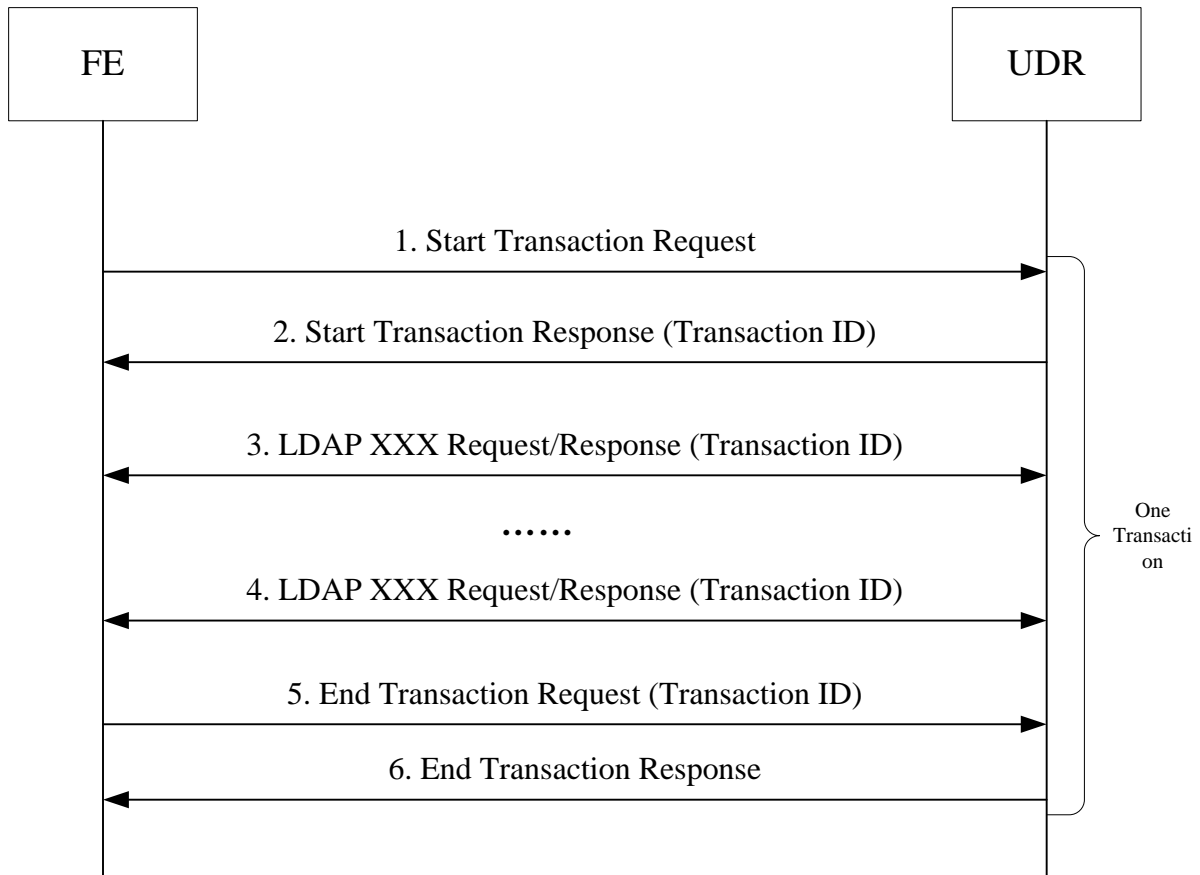 FE
UDR
1. Start Transaction Request
2. Start Transaction Response (Transaction ID)
3. LDAP XXX Request/Response (Transaction ID)
……
4. LDAP XXX Request/Response (Transaction ID)
One
Transacti
on
5. End Transaction Request (Transaction ID)
6. End Transaction Response